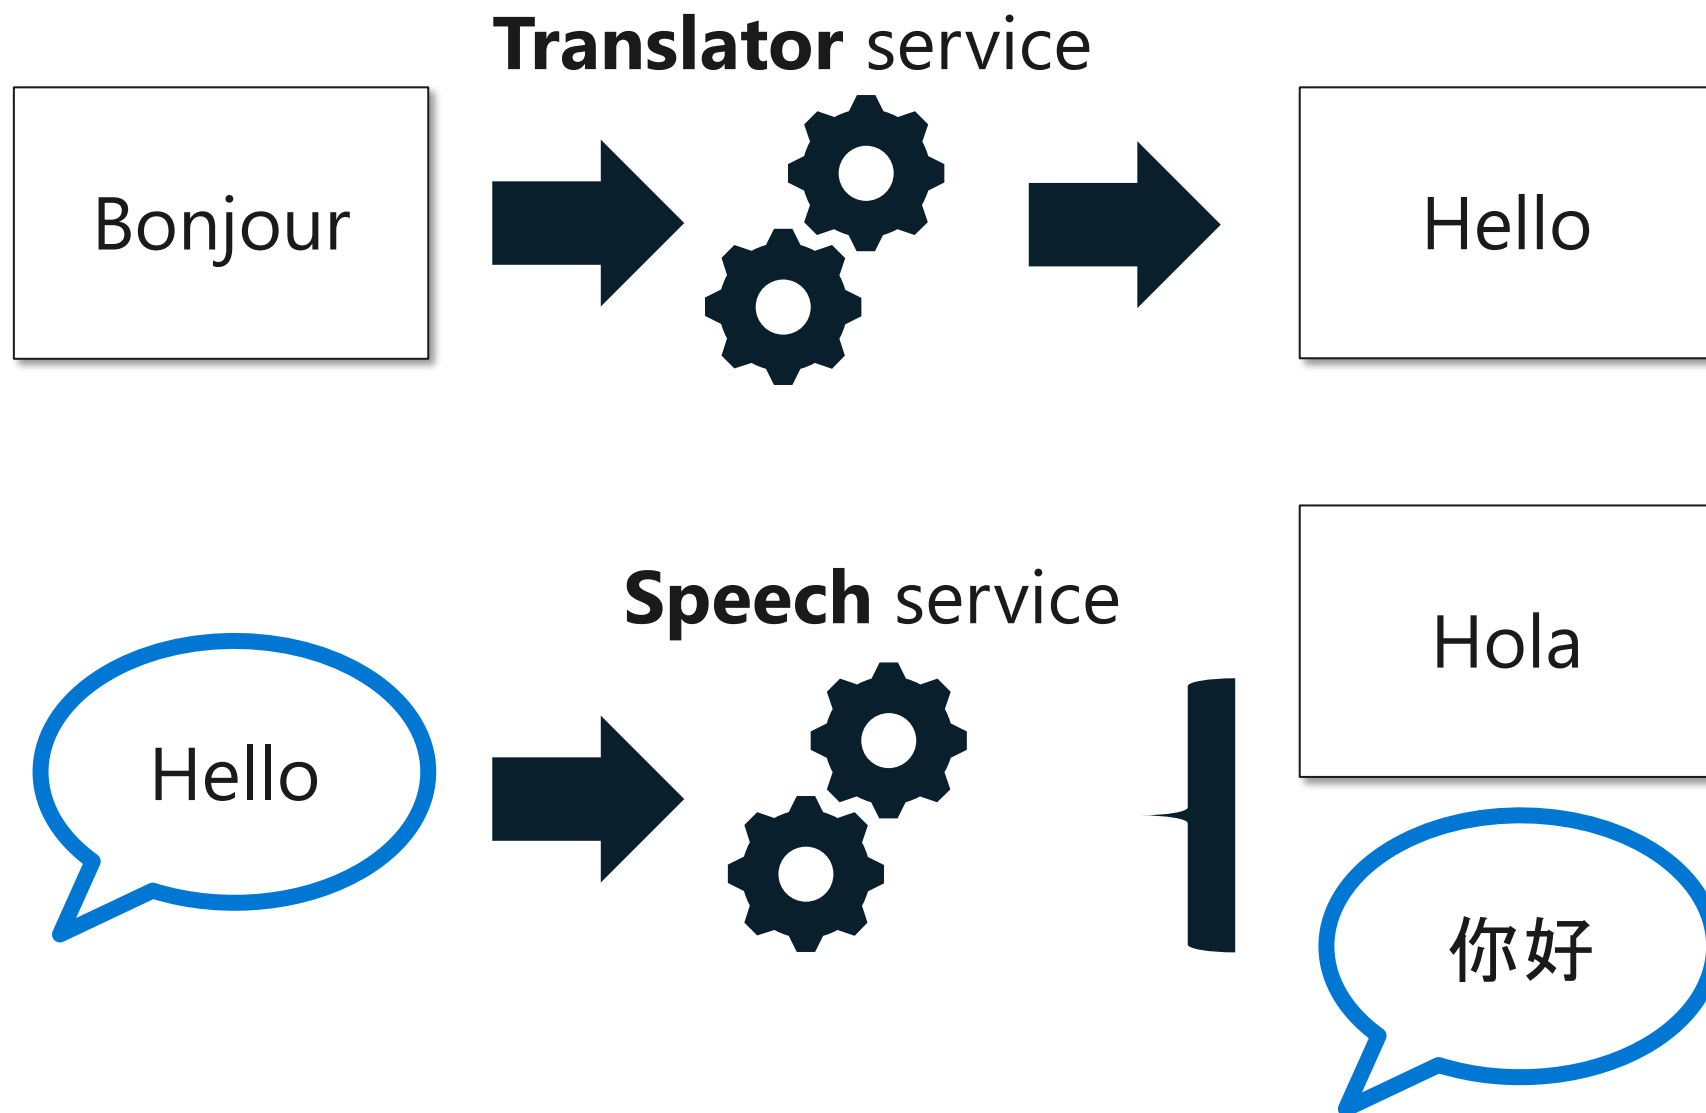 Translator service
Bonjour
Hello
Speech service
Hello
Hola
你好